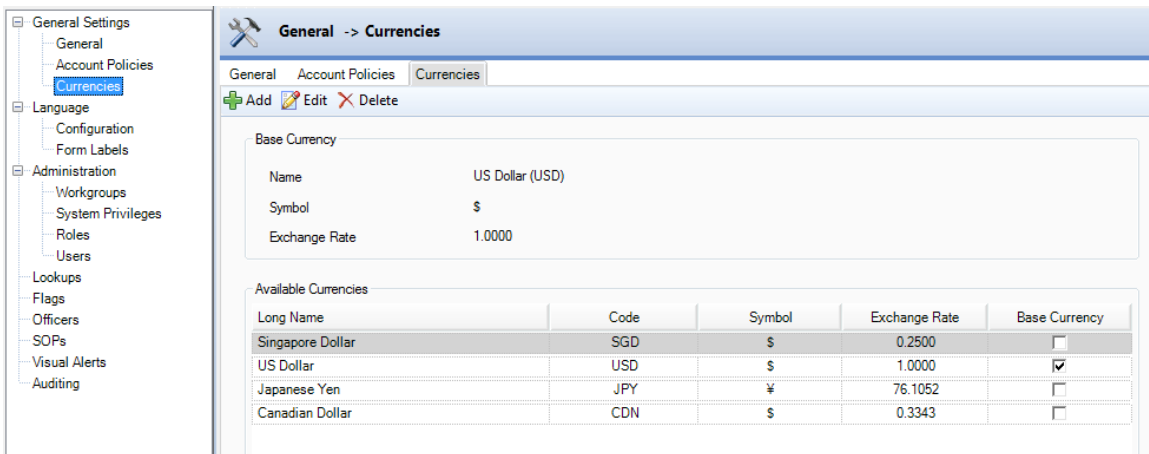 General Settings
General
Account Policies
Currencies
Language
Configuration
Form Labels
Administration
Workgroups
System Privileges
Roles
Users
Lookups
Flags
Officers
SOPs
Visual Alerts
Auditing
General -> Currencies
General Account Policies Currencies
Add Edit Delete
Base Currency
Name US Dollar (USD)
Symbol $
Exchange Rate 1.0000
Available Currencies
Long Name Code Symbol Exchange Rate Base Currency
Singapore Dollar SGD $ 0.2500
US Dollar USD $ 1.0000
Japanese Yen JPY ¥ 76.1052
Canadian Dollar CDN $ 0.3343